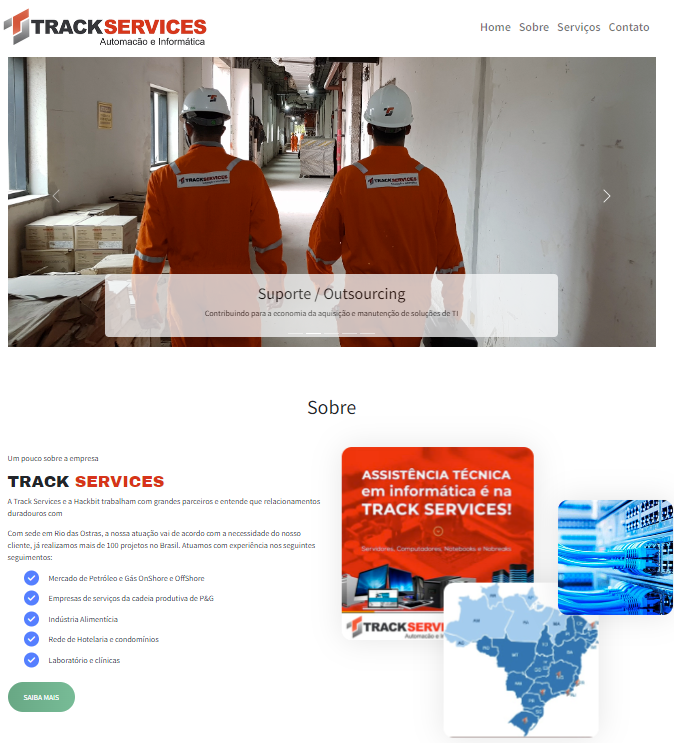 TRACKSERVICES
Automação e Informática
Home Sobre Serviços Contato
TRACKSERVICES
TRACKSERVICES
Suporte / Outsourcing
Contribuindo para a economia da aquisição e manutenção de soluções de TI
Sobre
Um pouco sobre a empresa
TRACK SERVICES
A Track Services e a Hackbit trabalham com grandes parceiros e entende que relacionamentos
duradouros com
Com sede em Rio das Ostras, a nossa atuação vai de acordo com a necessidade do nosso
cliente, já realizamos mais de 100 projetos no Brasil. Atuamos com experiência nos seguintes
seguimentos:
Mercado de Petróleo e Gás OnShore e OffShore
Empresas de serviços da cadeia produtiva de P&G
Indústria Alimentícia
Rede de Hotelaria e condomínios
Laboratório e clínicas
SAIBA MAIS
ASSISTÊNCIA TÉCNICA
em informática é na
TRACK SERVICES!
Servidores, Computadores, Notebooks e Nobreaks
TRACKSERVI
Automação e I